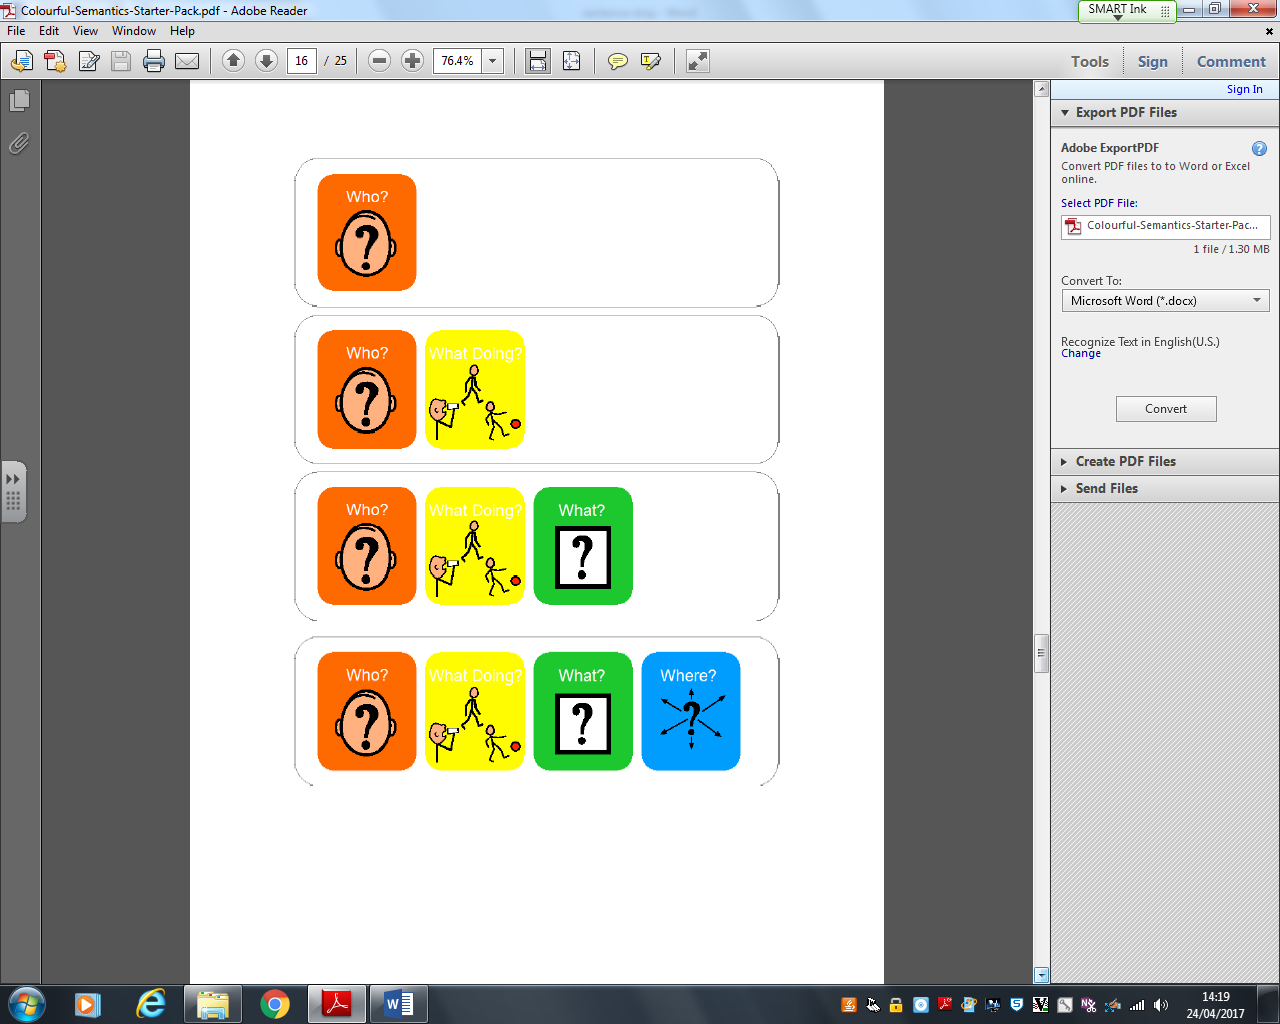 Colourful-Semantics-Starter-Pack.pdf - Adobe Reader
SMART Ink
File Edit View Window Help
16 / 25
76.4%
Tools Sign Comment
Sign In
Export PDF Files
Adobe ExportPDF
Convert PDF files to to Word or Excel
online.
Select PDF File:
Colourful-Semantics-Starter-Pac...
1 file / 1.30 MB
Convert To:
Microsoft Word (*.docx)
Recognize Text in English(U.S.)
Change
Convert
Create PDF Files
Send Files
Who?
?
Who? What Doing?
?
Who? What Doing? What?
? ?
Who? What Doing? What? Where?
? ? ?
14:19
24/04/2017